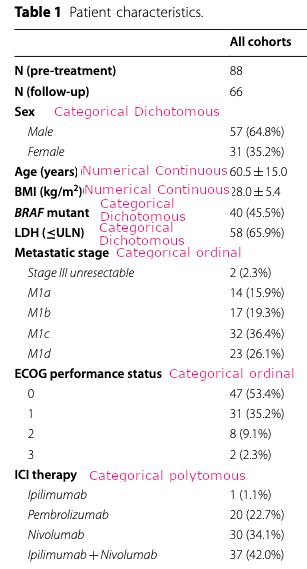 Table 1 Patient characteristics.
All cohorts
N (pre-treatment) 88
N (follow-up) 66
Sex Categorical Dichotomous
Male 57 (64.8%)
Female 31 (35.2%)
Age (years) Numerical Continuous 60.5 ± 15.0
BMI (kg/m²) Numerical Continuous 28.0 ± 5.4
Categorical
BRAF mutant Dichotomous 40 (45.5%)
Categorical
LDH (≤ULN) Dichotomous 58 (65.9%)
Metastatic stage Categorical ordinal
Stage III unresectable 2 (2.3%)
M1a 14 (15.9%)
M1b 17 (19.3%)
M1c 32 (36.4%)
M1d 23 (26.1%)
ECOG performance status Categorical ordinal
0 47 (53.4%)
1 31 (35.2%)
2 8 (9.1%)
3 2 (2.3%)
ICI therapy Categorical polytomous
Ipilimumab 1 (1.1%)
Pembrolizumab 20 (22.7%)
Nivolumab 30 (34.1%)
Ipilimumab + Nivolumab 37 (42.0%)